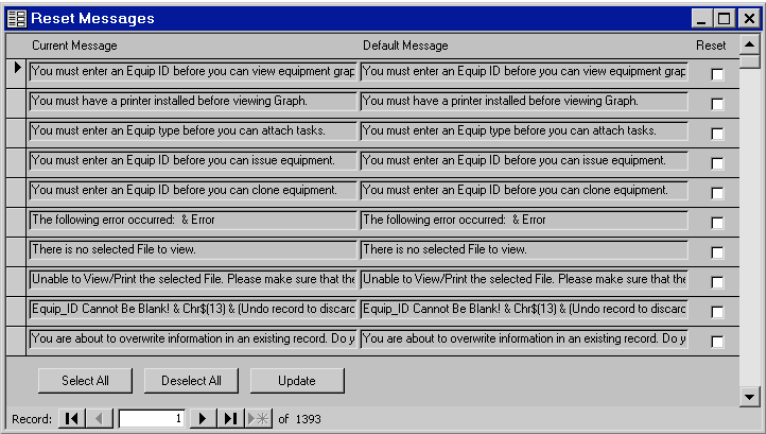 Reset Messages
Current Message Default Message Reset
You must enter an Equip ID before you can view equipment grap You must enter an Equip ID before you can view equipment grap
You must have a printer installed before viewing Graph. You must have a printer installed before viewing Graph.
You must enter an Equip type before you can attach tasks. You must enter an Equip type before you can attach tasks.
You must enter an Equip ID before you can issue equipment. You must enter an Equip ID before you can issue equipment.
You must enter an Equip ID before you can clone equipment. You must enter an Equip ID before you can clone equipment.
The following error occurred:  & Error The following error occurred:  & Error
There is no selected File to view. There is no selected File to view.
Unable to View/Print the selected File. Please make sure that the Unable to View/Print the selected File. Please make sure that the
Equip_ID Cannot Be Blank! & Chr$(13) & (Undo record to discarc Equip_ID Cannot Be Blank! & Chr$(13) & (Undo record to discarc
You are about to overwrite information in an existing record. Do y You are about to overwrite information in an existing record. Do y
Select All Deselect All Update
Record: 1 of 1393